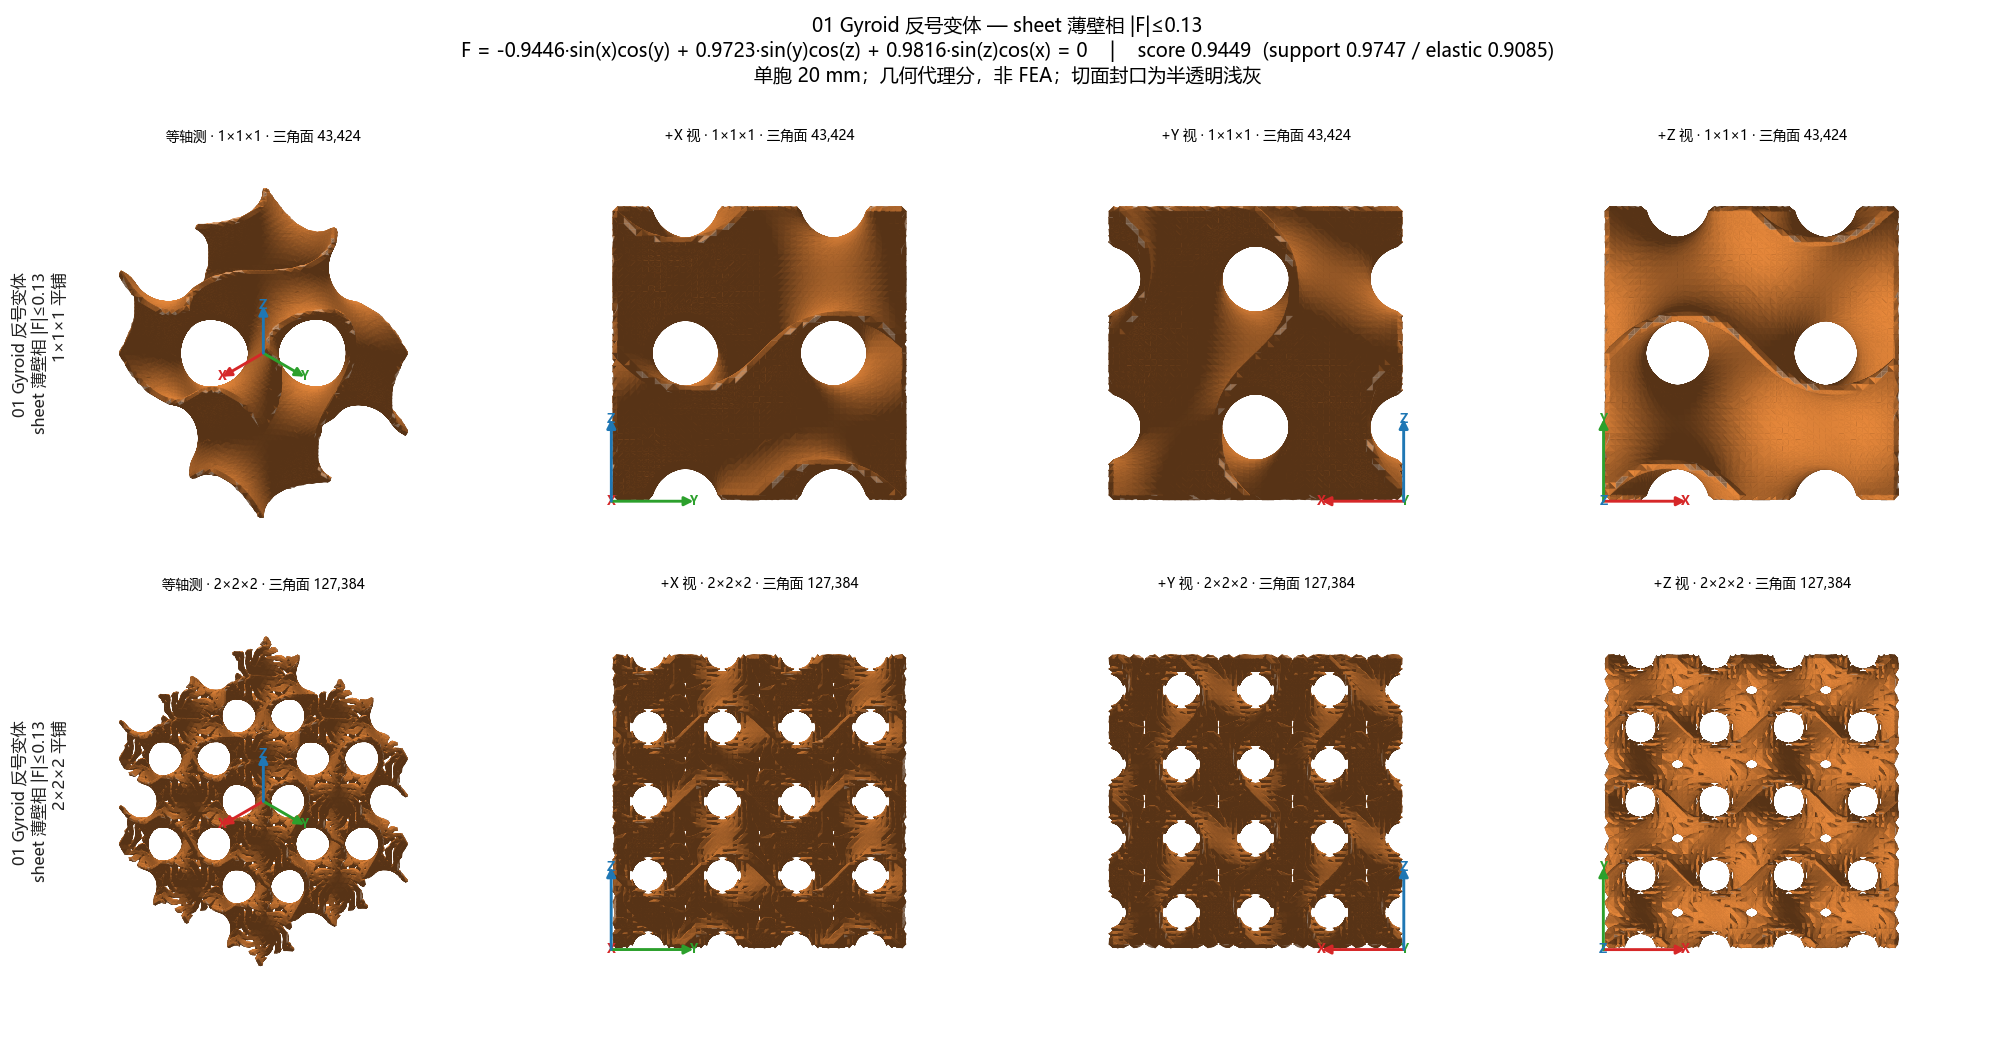 01 Gyroid 反号变体 — sheet 薄壁相 |F|≤0.13
F = -0.9446·sin(x)cos(y) + 0.9723·sin(y)cos(z) + 0.9816·sin(z)cos(x) = 0 | score 0.9449 (support 0.9747 / elastic 0.9085)
单胞 20 mm；几何代理分，非 FEA；切面封口为半透明浅灰
01 Gyroid 反号变体
sheet 薄壁相 |F|≤0.13
1×1×1 平铺
等轴测 · 1×1×1 · 三角面 43,424
Z
X
Y
+X 视 · 1×1×1 · 三角面 43,424
Z
X
Y
+Y 视 · 1×1×1 · 三角面 43,424
Z
X
Y
+Z 视 · 1×1×1 · 三角面 43,424
Y
Z
X
01 Gyroid 反号变体
sheet 薄壁相 |F|≤0.13
2×2×2 平铺
等轴测 · 2×2×2 · 三角面 127,384
Z
X
Y
+X 视 · 2×2×2 · 三角面 127,384
Z
X
Y
+Y 视 · 2×2×2 · 三角面 127,384
Z
X
Y
+Z 视 · 2×2×2 · 三角面 127,384
Y
Z
X